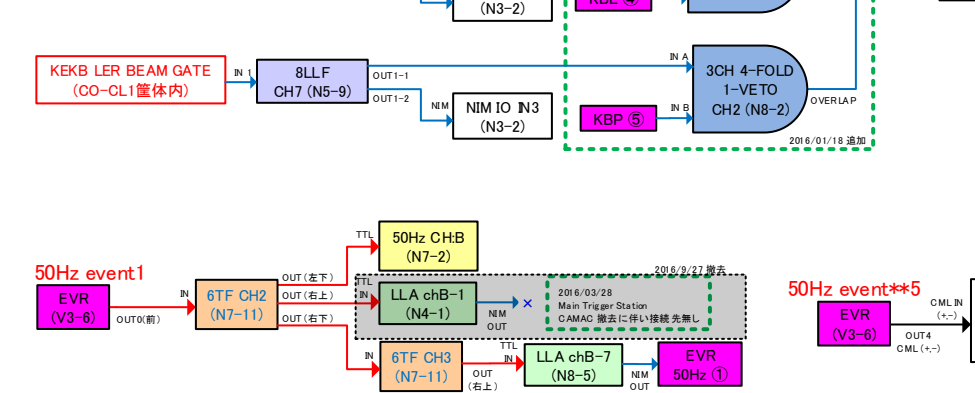 (N3-2)
KBE ④
KEKB LER BEAM GATE
(CO-CL1筐体内)
IN 1
8LLF
CH7 (N5-9)
OUT1-1
OUT1-2
NIM
NIM IO IN3
(N3-2)
IN A
KBP ⑤
IN B
3CH 4-FOLD
1-VETO
CH2 (N8-2)
OVERLAP
2016/01/18 追加
50Hz event1
EVR
(V3-6)
OUT0(前)
IN
6TF CH2
(N7-11)
OUT(左下)
OUT(右上)
OUT(右下)
TTL
50Hz CH:B
(N7-2)
2016/9/27 撤去
TTL
IN
LLA chB-1
(N4-1)
NIM
OUT
×
2016/03/28
Main Trigger Station
CAMAC 撤去に伴い接続先無し
IN
6TF CH3
(N7-11)
OUT
(右上)
TTL
IN
LLA chB-7
(N8-5)
NIM
OUT
EVR
50Hz ①
50Hz event**5
EVR
(V3-6)
OUT4
CML (+,-)
CML IN
(+,-)